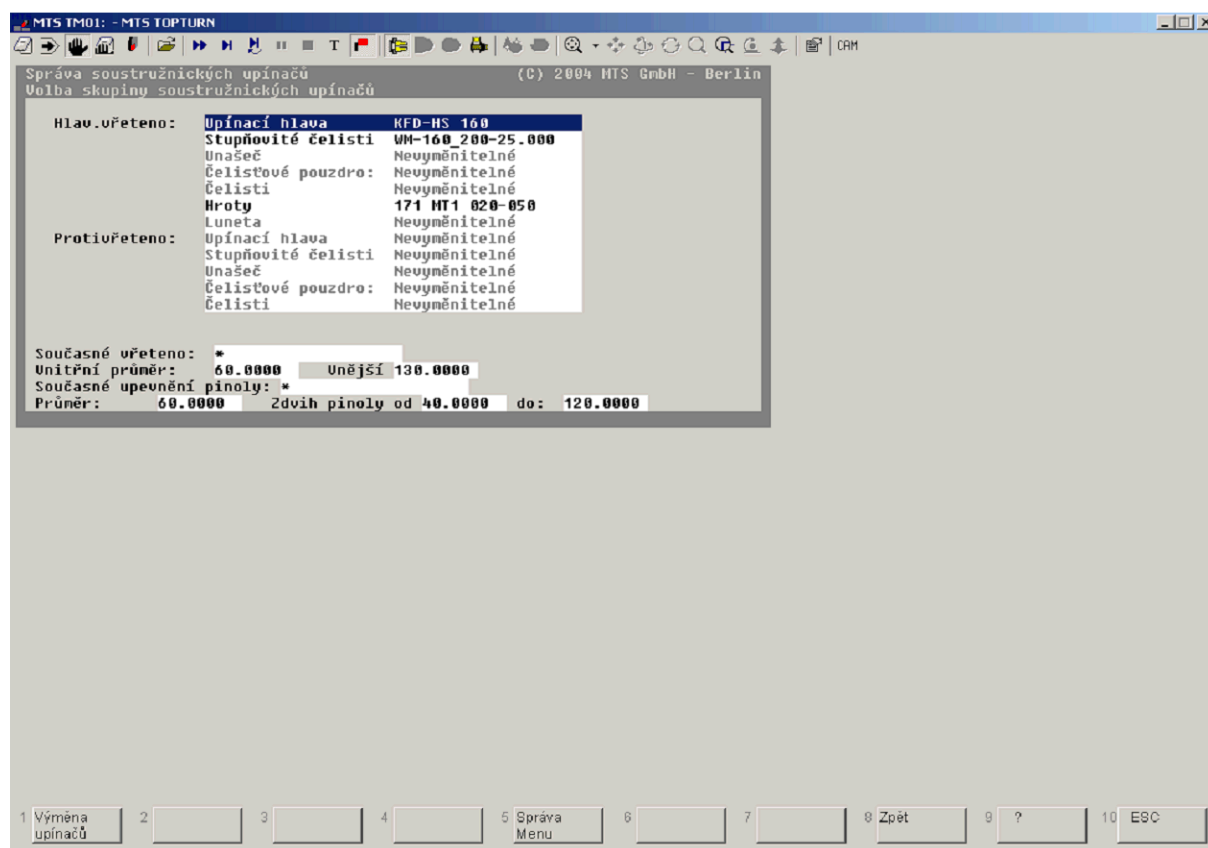 MTS TM01: - MTS TOPTURN
T CAM
Správa soustružnických upínačů (C) 2004 MTS GmbH - Berlin
Volba skupiny soustružnických upínačů
Hlav.vřeteno: Upínací hlava KFD-HS 160
Stupňovité čelisti WM-160_200-25.000
Unašeč Nevyměnitelné
Čelisťové pouzdro: Nevyměnitelné
Čelisti Nevyměnitelné
Hroty 171 MT1 020-050
Luneta Nevyměnitelné
Protivřeteno: Upínací hlava Nevyměnitelné
Stupňovité čelisti Nevyměnitelné
Unašeč Nevyměnitelné
Čelisťové pouzdro: Nevyměnitelné
Čelisti Nevyměnitelné
Současné vřeteno: *
Vnitřní průměr: 60.0000 Vnější 130.0000
Současné upevnění pinoly: *
Průměr: 60.0000 Zdvih pinoly od 40.0000 do: 120.0000
1 Výměna upínačů 2 3 4 5 Správa Menu 6 7 8 Zpět 9 ? 10 ESC